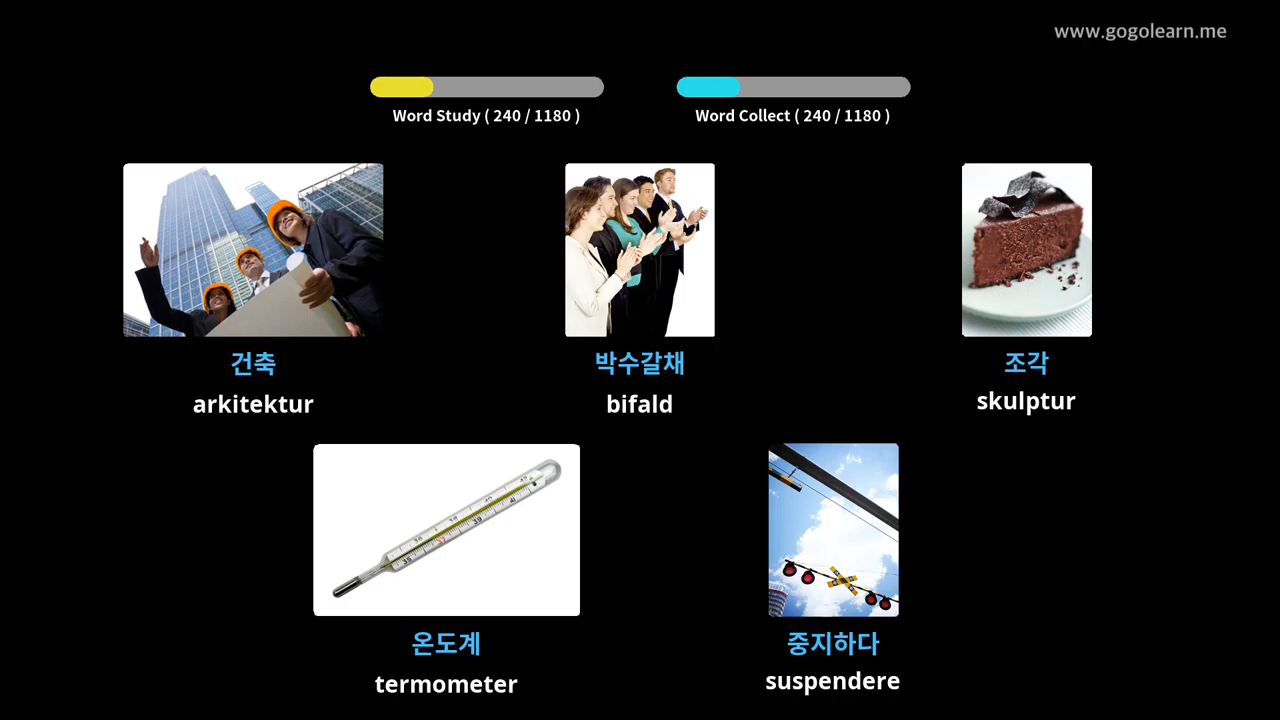 www.gogolearn.me
Word Study ( 240 / 1180 )
Word Collect ( 240 / 1180 )
건축
arkitektur
박수갈채
bifald
조각
skulptur
온도계
termometer
중지하다
suspendere